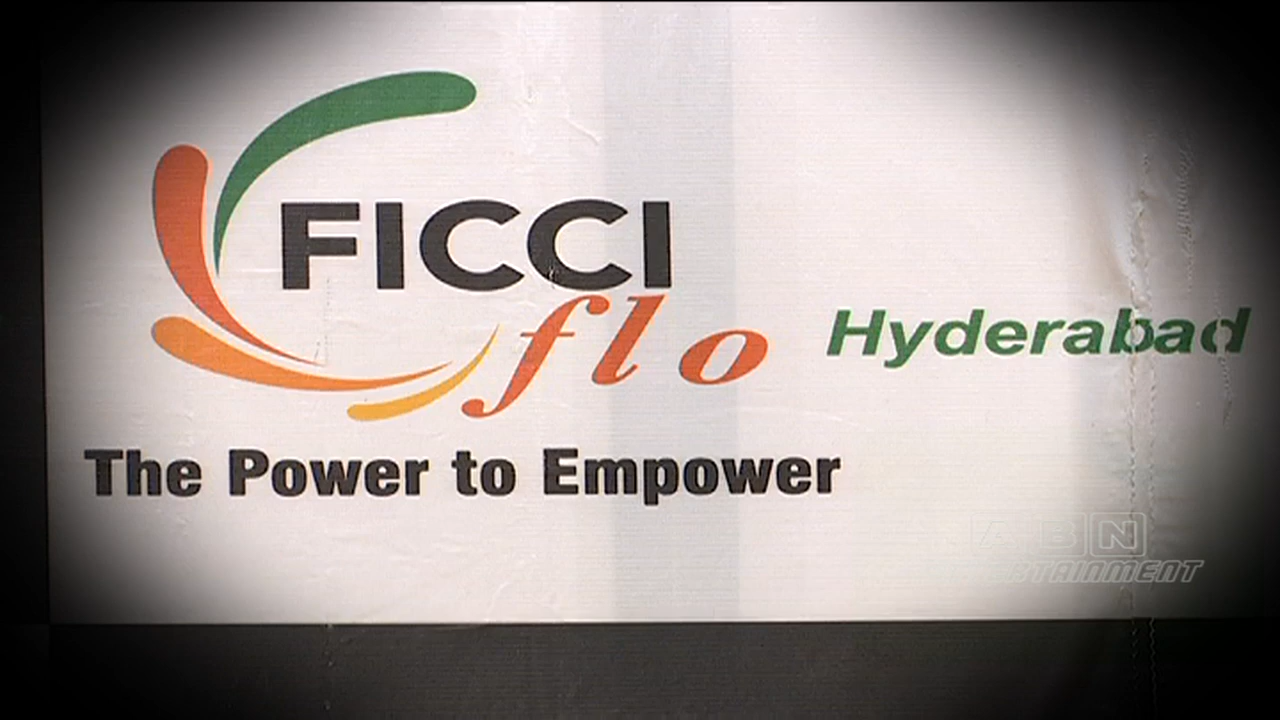 FICCI
flo
Hyderabad
The Power to Empower
ABN
ENTERTAINMENT